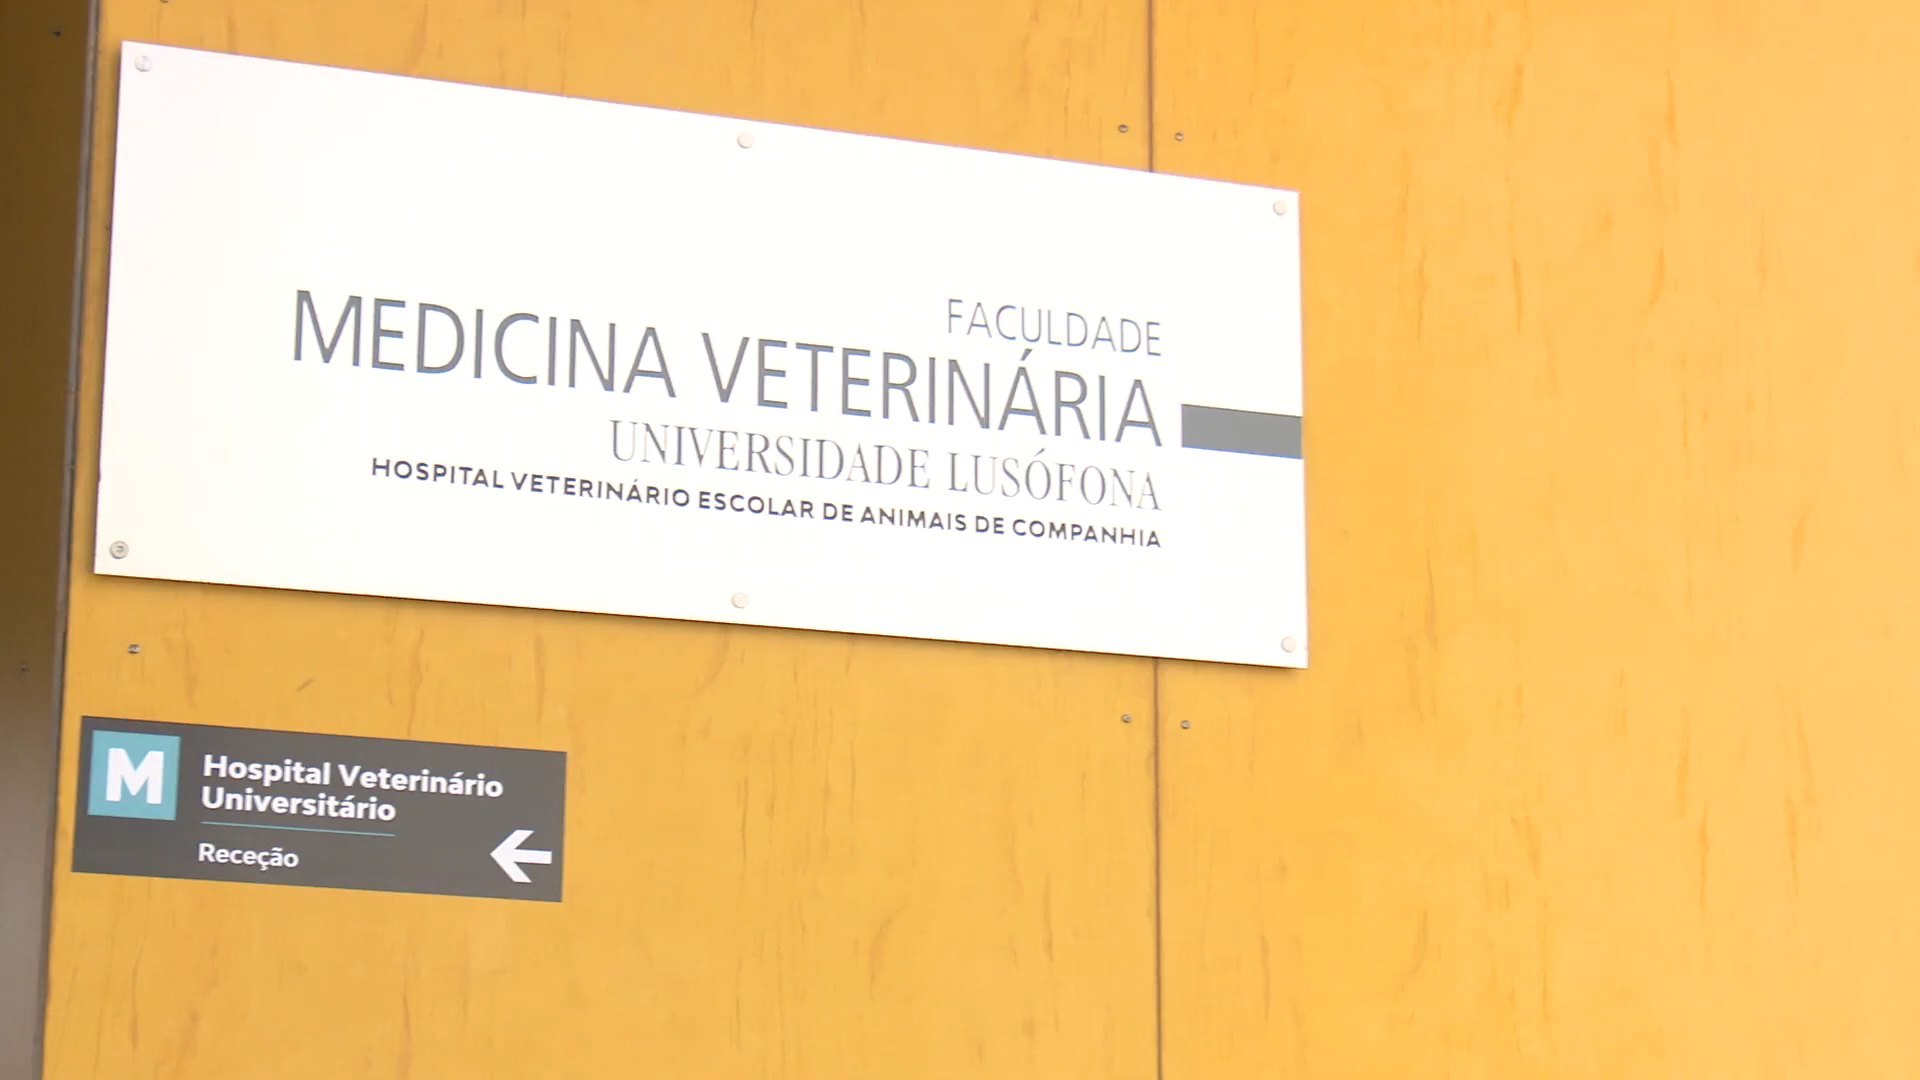 FACULDADE
MEDICINA VETERINÁRIA
UNIVERSIDADE LUSÓFONA
HOSPITAL VETERINÁRIO ESCOLAR DE ANIMAIS DE COMPANHIA
M
Hospital Veterinário
Universitário
Receção